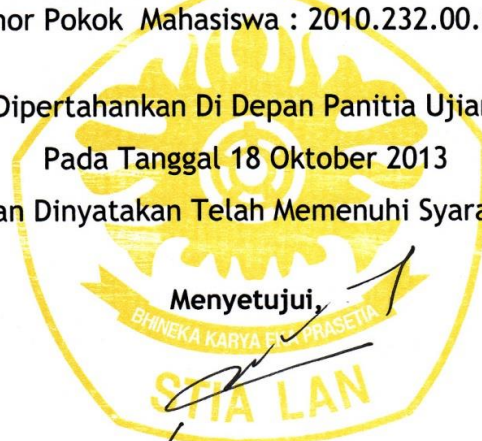 nor Pokok Mahasiswa : 2010.232.00.
Dipertahankan Di Depan Panitia Ujian
Pada Tanggal 18 Oktober 2013
an Dinyatakan Telah Memenuhi Syara
Menyetujui,
BHINEKA KARYA PRASETIA
STIA LAN